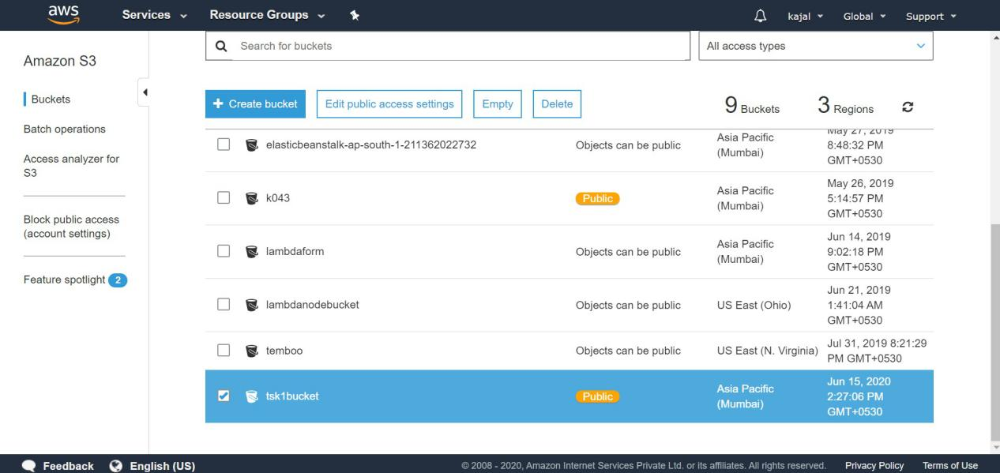 aws Services Resource Groups kajal Global Support
Amazon S3
Buckets
Batch operations
Access analyzer for
S3
Block public access
(account settings)
Feature spotlight 2
Search for buckets All access types
Create bucket Edit public access settings Empty Delete 9 Buckets 3 Regions
elasticbeanstalk-ap-south-1-211362022732 Objects can be public Asia Pacific
(Mumbai) May 27, 2019
8:48:32 PM
GMT+0530
k043 Public Asia Pacific
(Mumbai) May 26, 2019
5:14:57 PM
GMT+0530
lambdaform Objects can be public Asia Pacific
(Mumbai) Jun 14, 2019
9:02:18 PM
GMT+0530
lambdanodebucket Objects can be public US East (Ohio) Jun 21, 2019
1:41:04 AM
GMT+0530
temboo Objects can be public US East (N. Virginia) Jul 31, 2019 8:21:29
PM GMT+0530
tsk1bucket Public Asia Pacific
(Mumbai) Jun 15, 2020
2:27:06 PM
GMT+0530
Feedback English (US) © 2008 - 2020, Amazon Internet Services Private Ltd. or its affiliates. All rights reserved. Privacy Policy Terms of Use